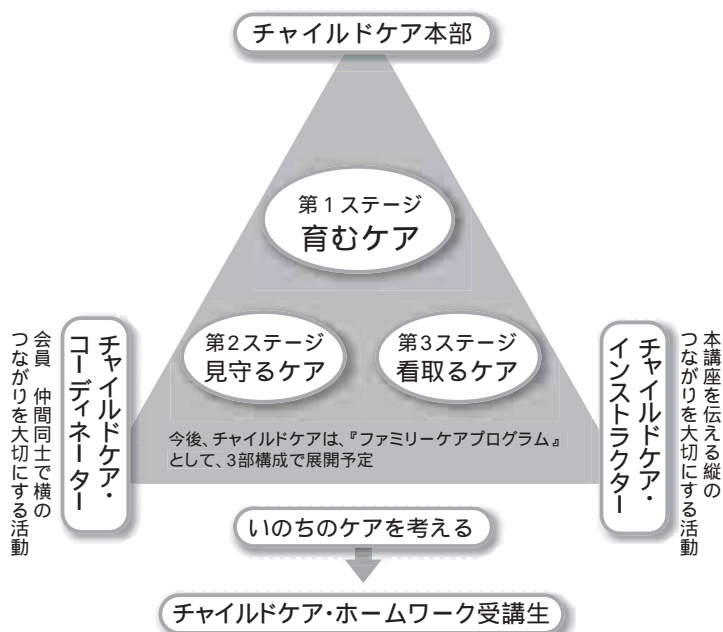 チャイルドケア本部
第1ステージ
育むケア
第2ステージ
見守るケア
第3ステージ
看取るケア
今後、チャイルドケアは、『ファミリーケアプログラム』
として、3部構成で展開予定
チャイルドケア・
コーディネーター
会員 仲間同士で横の
つながりを大切にする活動
チャイルドケア・
インストラクター
本講座を伝える縦の
つながりを大切にする活動
いのちのケアを考える
チャイルドケア・ホームワーク受講生